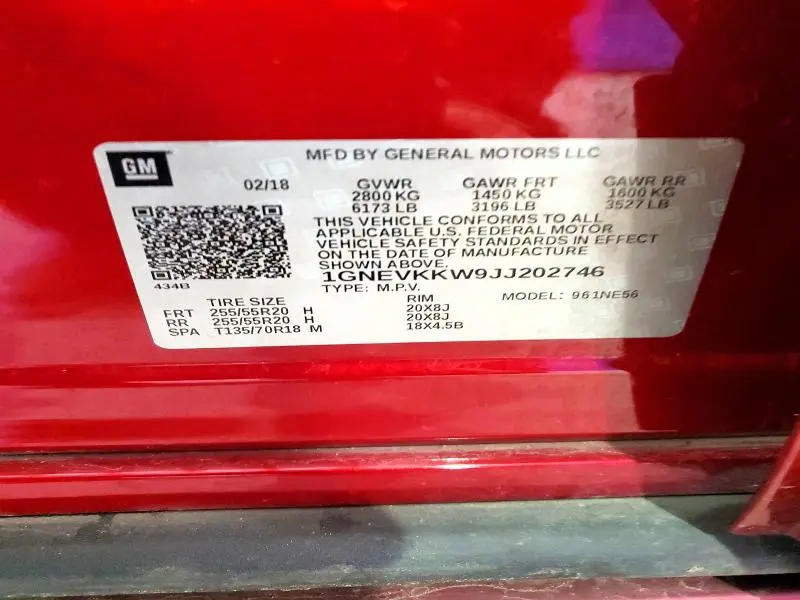 GM MFD BY GENERAL MOTORS LLC
02/18 GVWR GAWR FRT GAWR RR
2800 KG 1450 KG 1600 KG
6173 LB 3196 LB 3527 LB
THIS VEHICLE CONFORMS TO ALL
APPLICABLE U.S. FEDERAL MOTOR
VEHICLE SAFETY STANDARDS IN EFFECT
ON THE DATE OF MANUFACTURE
SHOWN ABOVE.
1GNEVKKW9JJ202746
434B
TYPE: M.P.V. MODEL: 961NE56
TIRE SIZE RIM
FRT 255/55R20 H 20X8J
RR 255/55R20 H 20X8J
SPA T135/70R18 M 18X4.5B